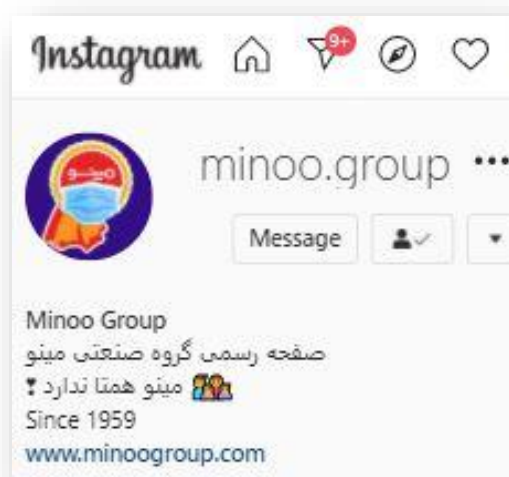 Instagram
9+
مینو
minoo.group
Message
Minoo Group
صفحه رسمی گروه صنعتی مینو
مینو همتا ندارد ❣
Since 1959
www.minoogroup.com